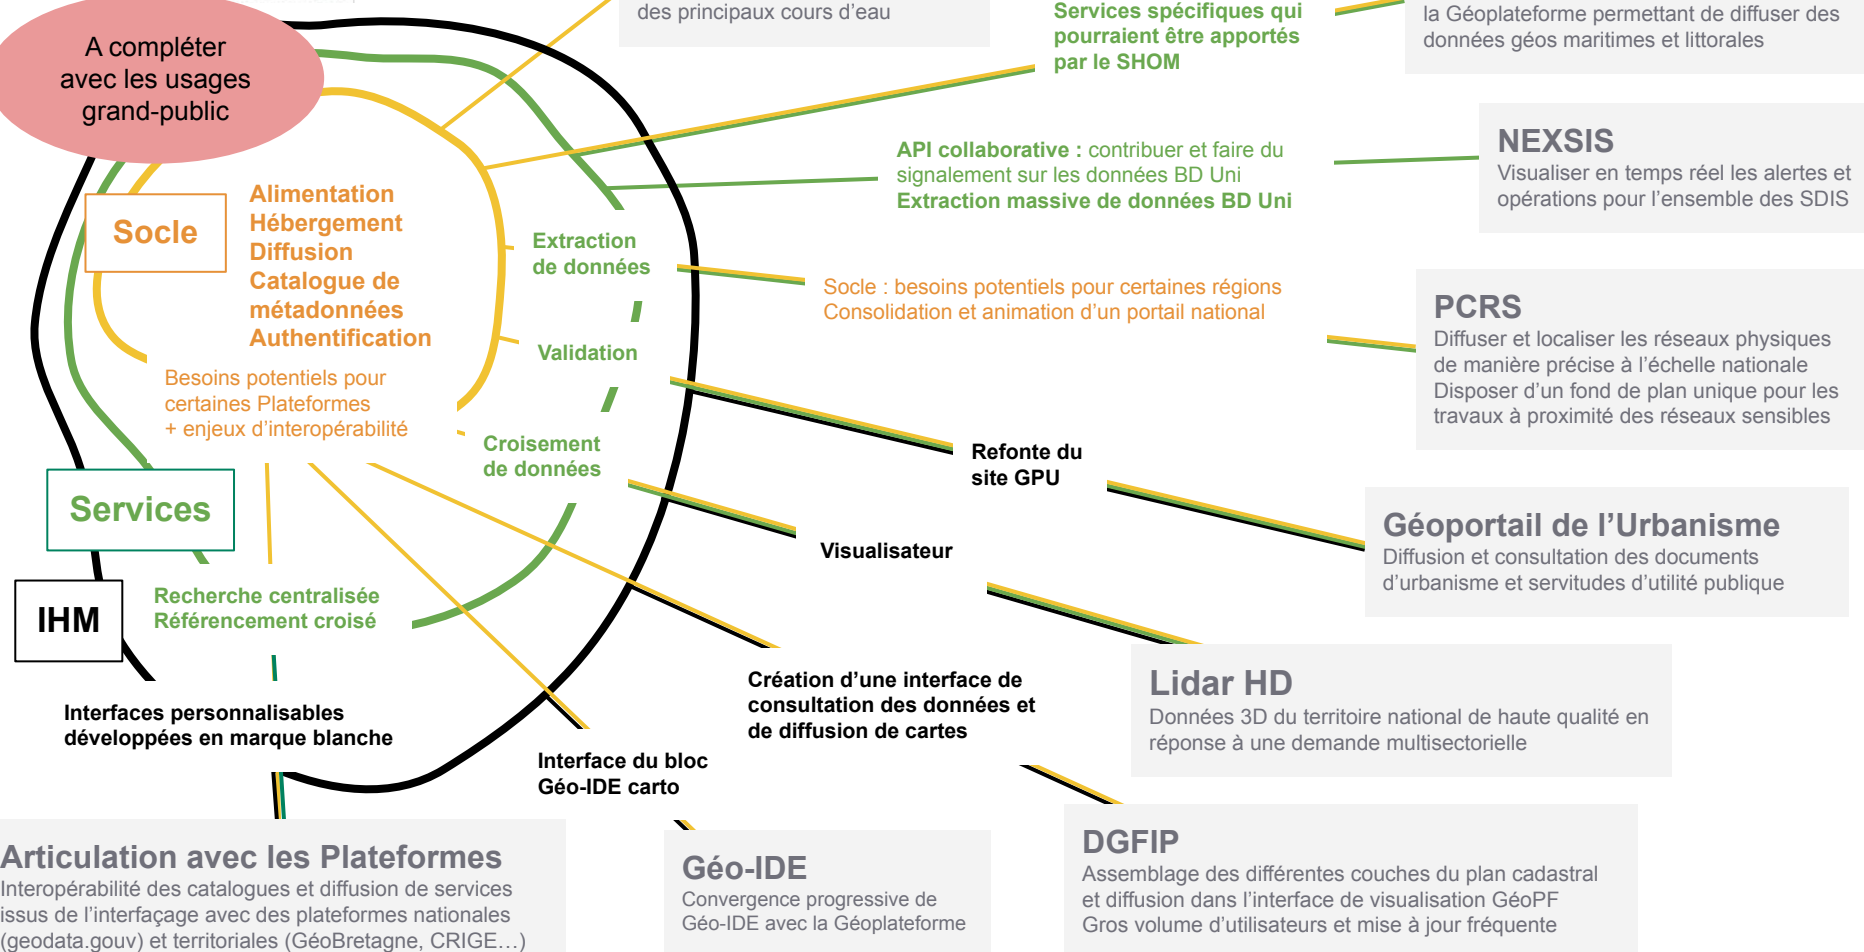 des principaux cours d'eau
Services spécifiques qui
pourraient être apportés
par le SHOM
la Géoplateforme permettant de diffuser des
données géos maritimes et littorales
A compléter
avec les usages
grand-public
API collaborative : contribuer et faire du
signalement sur les données BD Uni
Extraction massive de données BD Uni
NEXSIS
Visualiser en temps réel les alertes et
opérations pour l'ensemble des SDIS
Socle
Alimentation
Hébergement
Diffusion
Catalogue de
métadonnées
Authentification
Extraction
de données
Socle : besoins potentiels pour certaines régions
Consolidation et animation d'un portail national
PCRS
Diffuser et localiser les réseaux physiques
de manière précise à l'échelle nationale
Disposer d'un fond de plan unique pour les
travaux à proximité des réseaux sensibles
Validation
Besoins potentiels pour
certaines Plateformes
+ enjeux d'interopérabilité
Croisement
de données
Refonte du
site GPU
Services
Géoportail de l'Urbanisme
Diffusion et consultation des documents
d'urbanisme et servitudes d'utilité publique
Visualisateur
IHM
Recherche centralisée
Référencement croisé
Création d'une interface de
consultation des données et
de diffusion de cartes
Lidar HD
Données 3D du territoire national de haute qualité en
réponse à une demande multisectorielle
Interfaces personnalisables
développées en marque blanche
Interface du bloc
Géo-IDE carto
Articulation avec les Plateformes
Interopérabilité des catalogues et diffusion de services
issus de l'interfaçage avec des plateformes nationales
(geodata.gouv) et territoriales (GéoBretagne, CRIGE…)
Géo-IDE
Convergence progressive de
Géo-IDE avec la Géoplateforme
DGFIP
Assemblage des différentes couches du plan cadastral
et diffusion dans l'interface de visualisation GéoPF
Gros volume d'utilisateurs et mise à jour fréquente